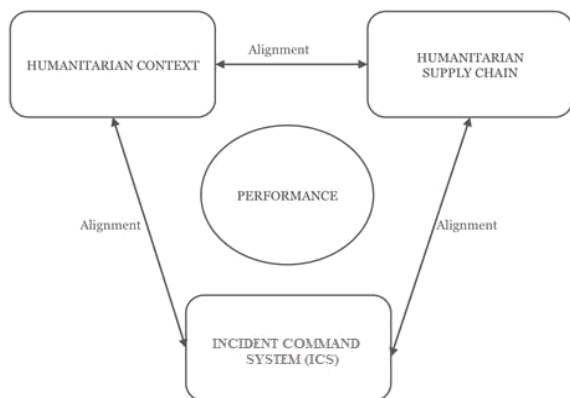 Alignment
HUMANITARIAN CONTEXT
HUMANITARIAN
SUPPLY CHAIN
PERFORMANCE
Alignment
Alignment
INCIDENT COMMAND
SYSTEM (ICS)